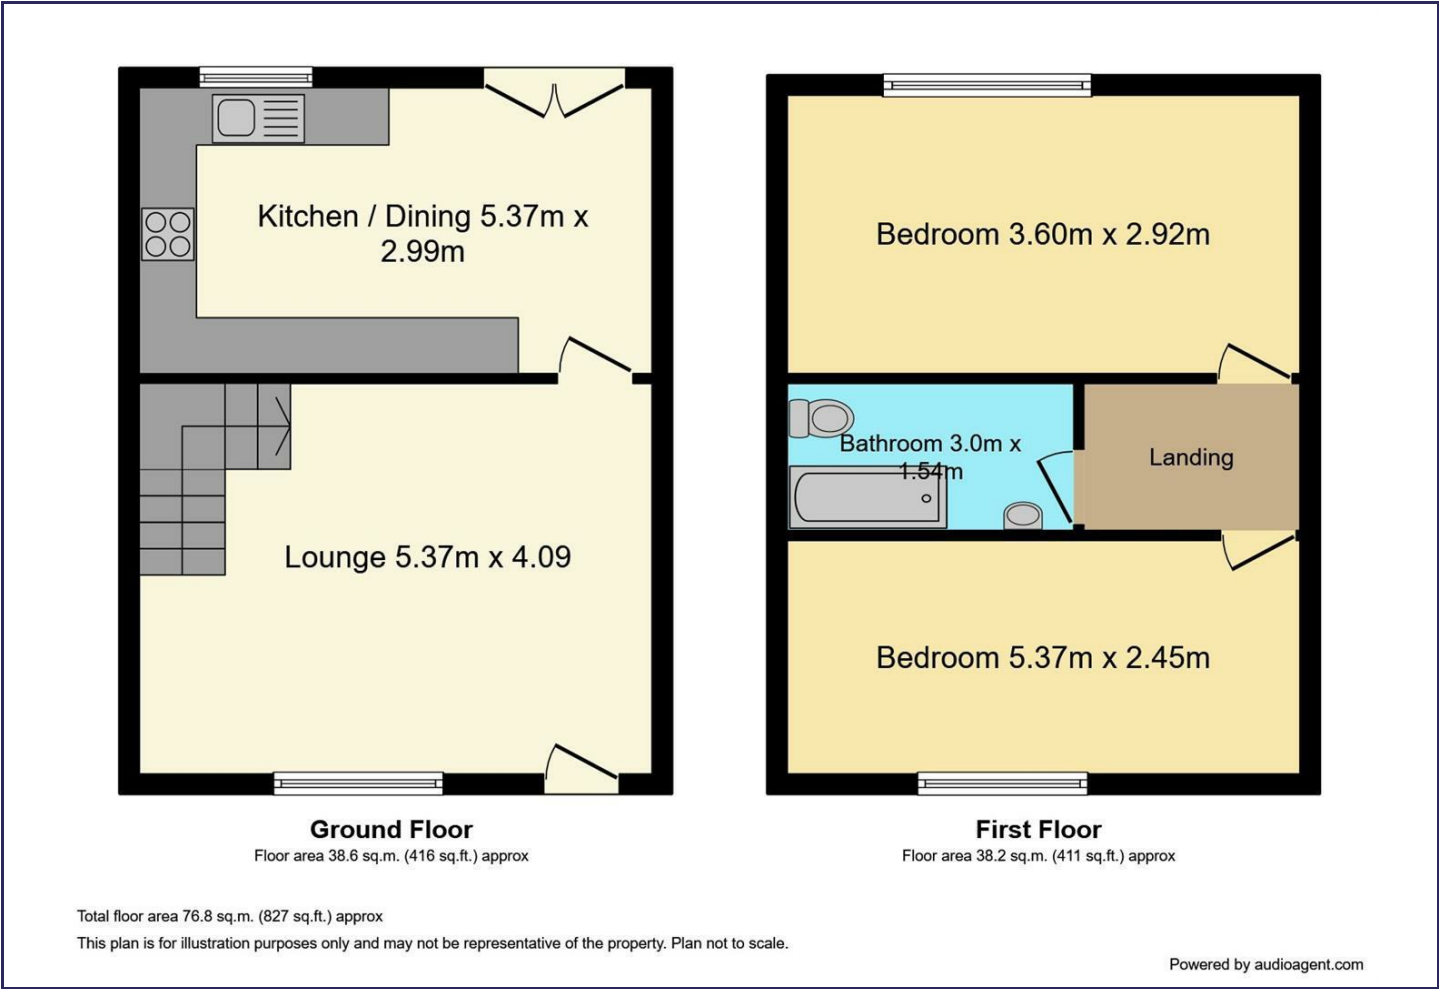 Kitchen / Dining 5.37m x
2.99m
Lounge 5.37m x 4.09
Ground Floor
Floor area 38.6 sq.m. (416 sq.ft.) approx
Bedroom 3.60m x 2.92m
Bathroom 3.0m x
1.54m
Landing
Bedroom 5.37m x 2.45m
First Floor
Floor area 38.2 sq.m. (411 sq.ft.) approx
Total floor area 76.8 sq.m. (827 sq.ft.) approx
This plan is for illustration purposes only and may not be representative of the property. Plan not to scale.
Powered by audioagent.com